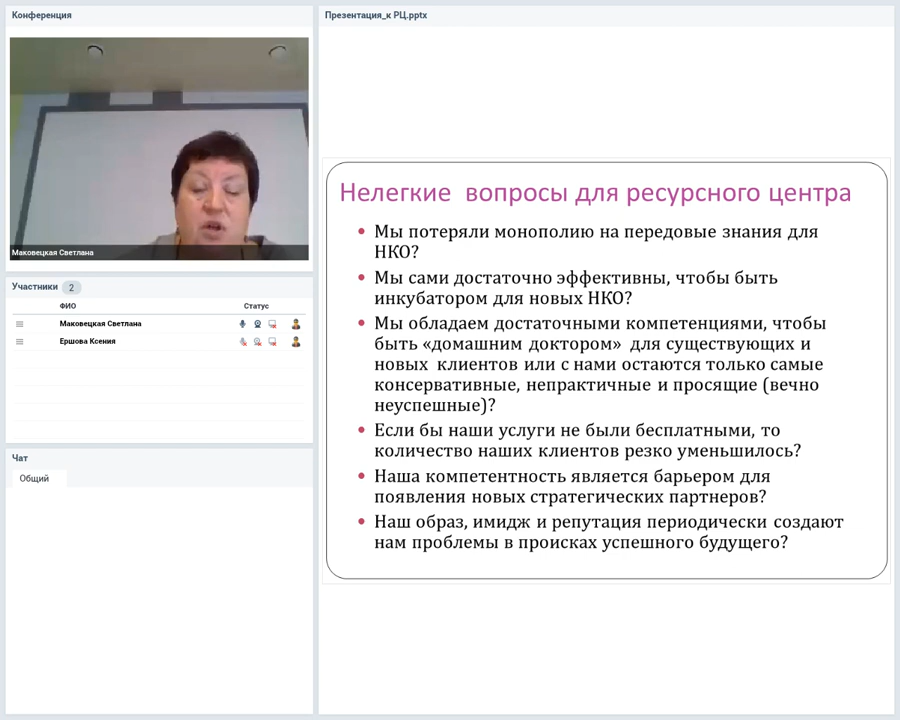 Конференция
Маковецкая Светлана
Участники 2
ФИО Статус
Маковецкая Светлана
Ершова Ксения
Чат
Общий
Презентация_к РЦ.pptx
Нелегкие вопросы для ресурсного центра
• Мы потеряли монополию на передовые знания для
НКО?
• Мы сами достаточно эффективны, чтобы быть
инкубатором для новых НКО?
• Мы обладаем достаточными компетенциями, чтобы
быть «домашним доктором» для существующих и
новых клиентов или с нами остаются только самые
консервативные, непрактичные и просящие (вечно
неуспешные)?
• Если бы наши услуги не были бесплатными, то
количество наших клиентов резко уменьшилось?
• Наша компетентность является барьером для
появления новых стратегических партнеров?
• Наш образ, имидж и репутация периодически создают
нам проблемы в происках успешного будущего?